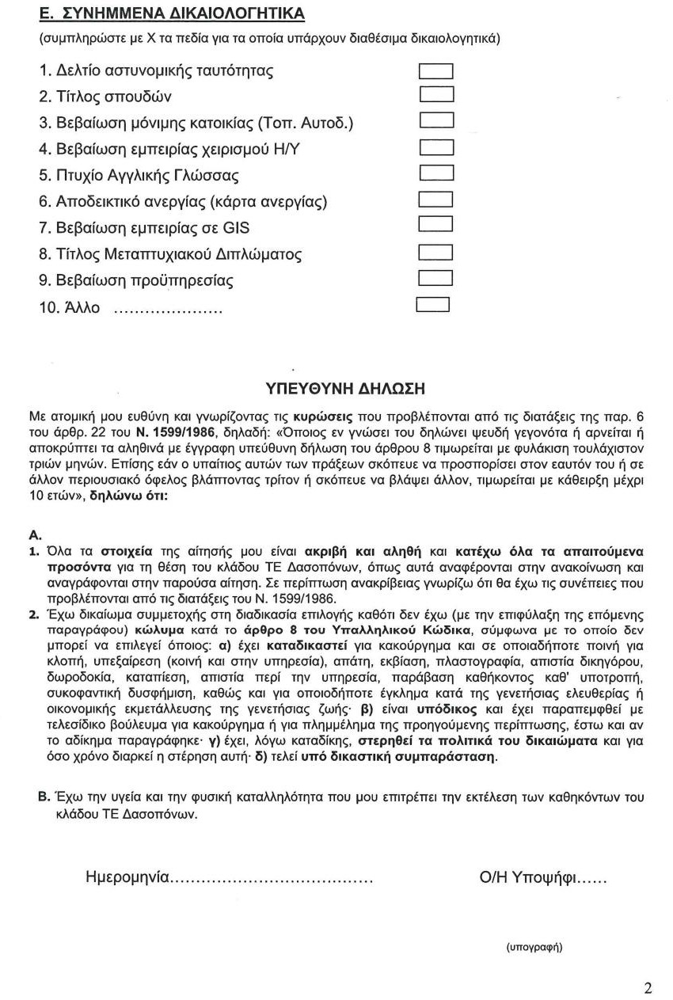 Ε. ΣΥΝΗΜΜΕΝΑ ΔΙΚΑΙΟΛΟΓΗΤΙΚΑ
(συμπληρώστε με Χ τα πεδία για τα οποία υπάρχουν διαθέσιμα δικαιολογητικά)
1. Δελτίο αστυνομικής ταυτότητας
2. Τίτλος σπουδών
3. Βεβαίωση μόνιμης κατοικίας (Τοπ. Αυτοδ.)
4. Βεβαίωση εμπειρίας χειρισμού Η/Υ
5. Πτυχίο Αγγλικής Γλώσσας
6. Αποδεικτικό ανεργίας (κάρτα ανεργίας)
7. Βεβαίωση εμπειρίας σε GIS
8. Τίτλος Μεταπτυχιακού Διπλώματος
9. Βεβαίωση προϋπηρεσίας
10. Άλλο .....................
ΥΠΕΥΘΥΝΗ ΔΗΛΩΣΗ
Με ατομική μου ευθύνη και γνωρίζοντας τις κυρώσεις που προβλέπονται από τις διατάξεις της παρ. 6
του άρθρ. 22 του Ν. 1599/1986, δηλαδή: «Όποιος εν γνώσει του δηλώνει ψευδή γεγονότα ή αρνείται ή
αποκρύπτει τα αληθινά με έγγραφη υπεύθυνη δήλωση του άρθρου 8 τιμωρείται με φυλάκιση τουλάχιστον
τριών μηνών. Επίσης εάν ο υπαίτιος αυτών των πράξεων σκόπευε να προσπορίσει στον εαυτόν του ή σε
άλλον περιουσιακό όφελος βλάπτοντας τρίτον ή σκόπευε να βλάψει άλλον, τιμωρείται με κάθειρξη μέχρι
10 ετών», δηλώνω ότι:
Α.
1. Όλα τα στοιχεία της αίτησής μου είναι ακριβή και αληθή και κατέχω όλα τα απαιτούμενα
προσόντα για τη θέση του κλάδου ΤΕ Δασοπόνων, όπως αυτά αναφέρονται στην ανακοίνωση και
αναγράφονται στην παρούσα αίτηση. Σε περίπτωση ανακρίβειας γνωρίζω ότι θα έχω τις συνέπειες που
προβλέπονται από τις διατάξεις του Ν. 1599/1986.
2. Έχω δικαίωμα συμμετοχής στη διαδικασία επιλογής καθότι δεν έχω (με την επιφύλαξη της επόμενης
παραγράφου) κώλυμα κατά το άρθρο 8 του Υπαλληλικού Κώδικα, σύμφωνα με το οποίο δεν
μπορεί να επιλεγεί όποιος: α) έχει καταδικαστεί για κακούργημα και σε οποιαδήποτε ποινή για
κλοπή, υπεξαίρεση (κοινή και στην υπηρεσία), απάτη, εκβίαση, πλαστογραφία, απιστία δικηγόρου,
δωροδοκία, καταπίεση, απιστία περί την υπηρεσία, παράβαση καθήκοντος καθ' υποτροπή,
συκοφαντική δυσφήμιση, καθώς και για οποιοδήποτε έγκλημα κατά της γενετήσιας ελευθερίας ή
οικονομικής εκμετάλλευσης της γενετήσιας ζωής· β) είναι υπόδικος και έχει παραπεμφθεί με
τελεσίδικο βούλευμα για κακούργημα ή για πλημμέλημα της προηγούμενης περίπτωσης, έστω και αν
το αδίκημα παραγράφηκε· γ) έχει, λόγω καταδίκης, στερηθεί τα πολιτικά του δικαιώματα και για
όσο χρόνο διαρκεί η στέρηση αυτή· δ) τελεί υπό δικαστική συμπαράσταση.
Β. Έχω την υγεία και την φυσική καταλληλότητα που μου επιτρέπει την εκτέλεση των καθηκόντων του
κλάδου ΤΕ Δασοπόνων.
Ημερομηνία....................................... Ο/Η Υποψήφι......
(υπογραφή)
2